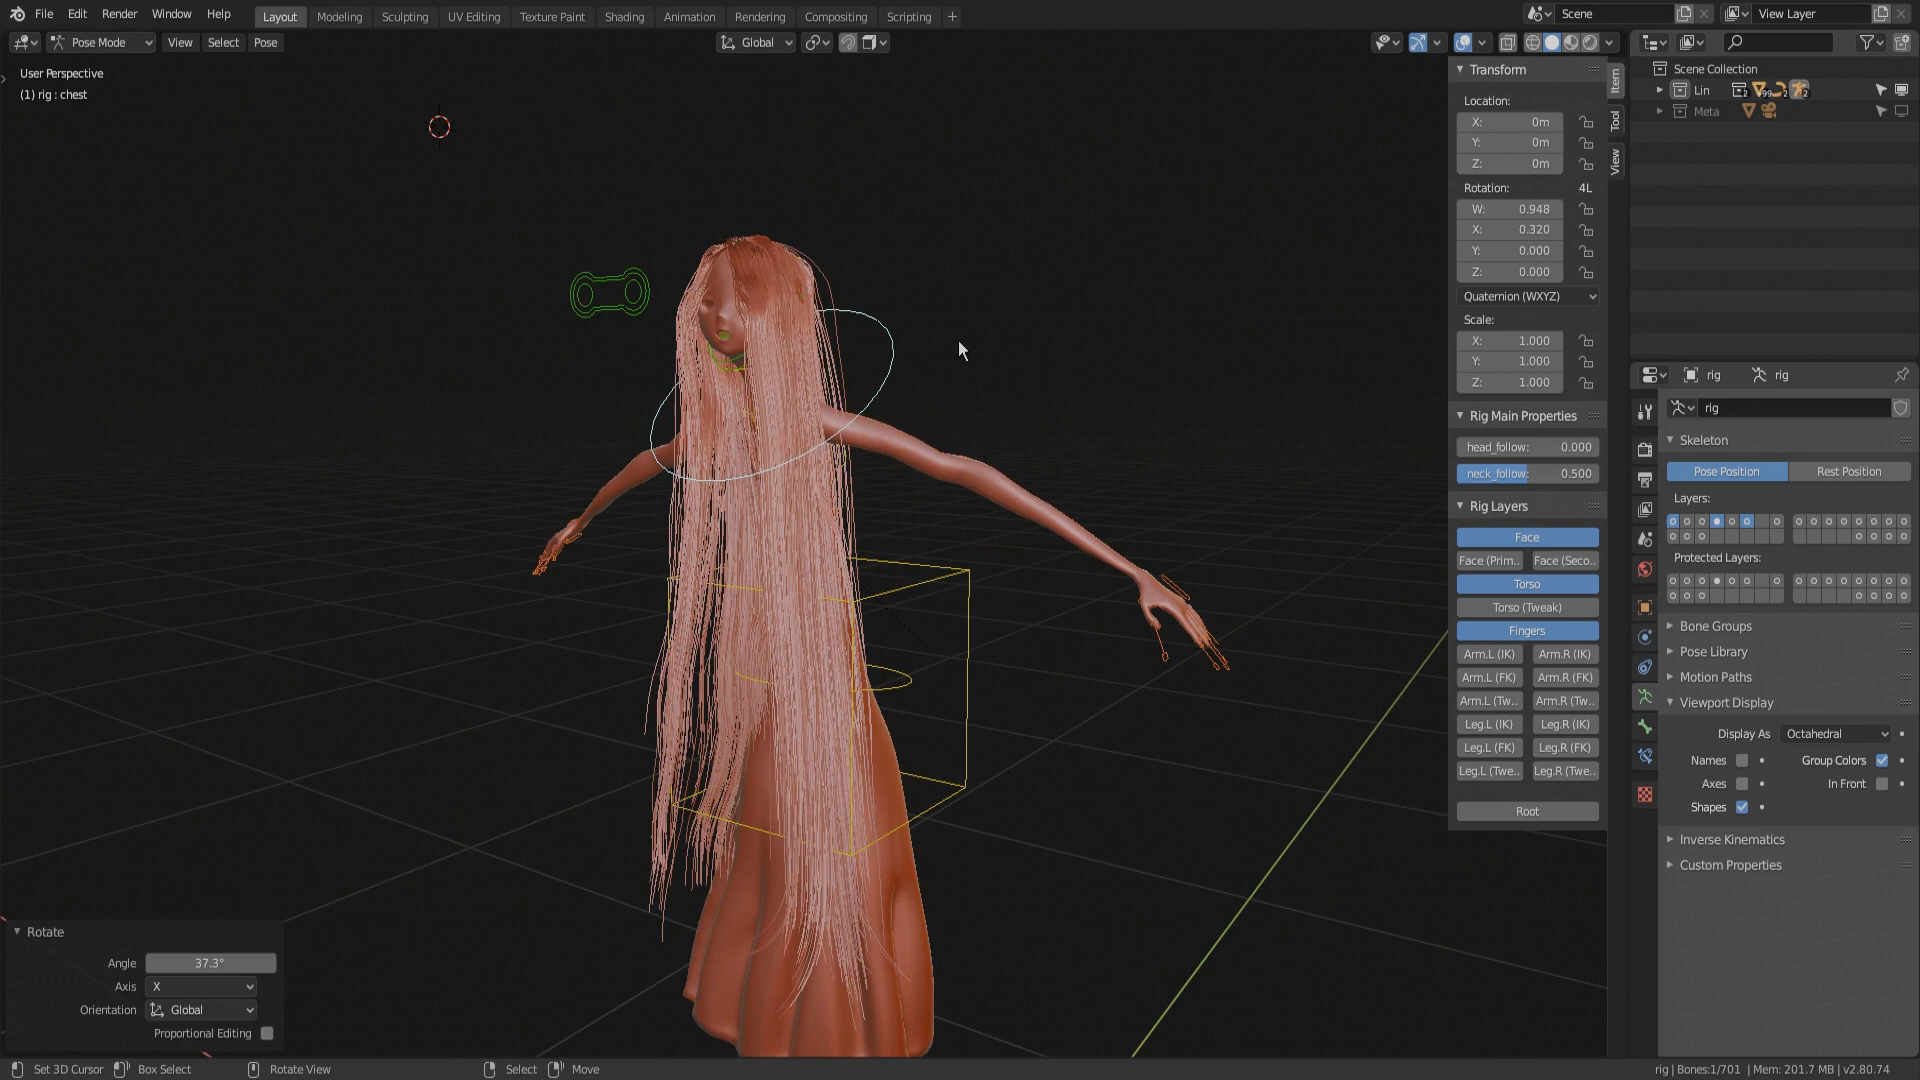 File Edit Render Window Help
Layout Modeling Sculpting UV Editing Texture Paint Shading Animation Rendering Compositing Scripting +
Scene
View Layer
Pose Mode View Select Pose
Global
User Perspective
(1) rig : chest
Transform
Location:
X: 0m
Y: 0m
Z: 0m
Rotation: 4L
W: 0.948
X: 0.320
Y: 0.000
Z: 0.000
Quaternion (WXYZ)
Scale:
X: 1.000
Y: 1.000
Z: 1.000
Rig Main Properties
head_follow: 0.000
neck_follow: 0.500
Rig Layers
Face
Face (Prim.. Face (Seco..
Torso
Torso (Tweak)
Fingers
Arm.L (IK) Arm.R (IK)
Arm.L (FK) Arm.R (FK)
Arm.L (Tw.. Arm.R (Tw..
Leg.L (IK) Leg.R (IK)
Leg.L (FK) Leg.R (FK)
Leg.L (Twe.. Leg.R (Twe..
Root
Item
Tool
View
Scene Collection
Lin 2 99 2 2
Meta
rig rig
rig
Skeleton
Pose Position Rest Position
Layers:
Protected Layers:
Bone Groups
Pose Library
Motion Paths
Viewport Display
Display As Octahedral
Names Group Colors
Axes In Front
Shapes
Inverse Kinematics
Custom Properties
Rotate
Angle 37.3°
Axis X
Orientation Global
Proportional Editing
Set 3D Cursor Box Select Rotate View Select Move
rig | Bones:1/701 | Mem: 201.7 MB | v2.80.74